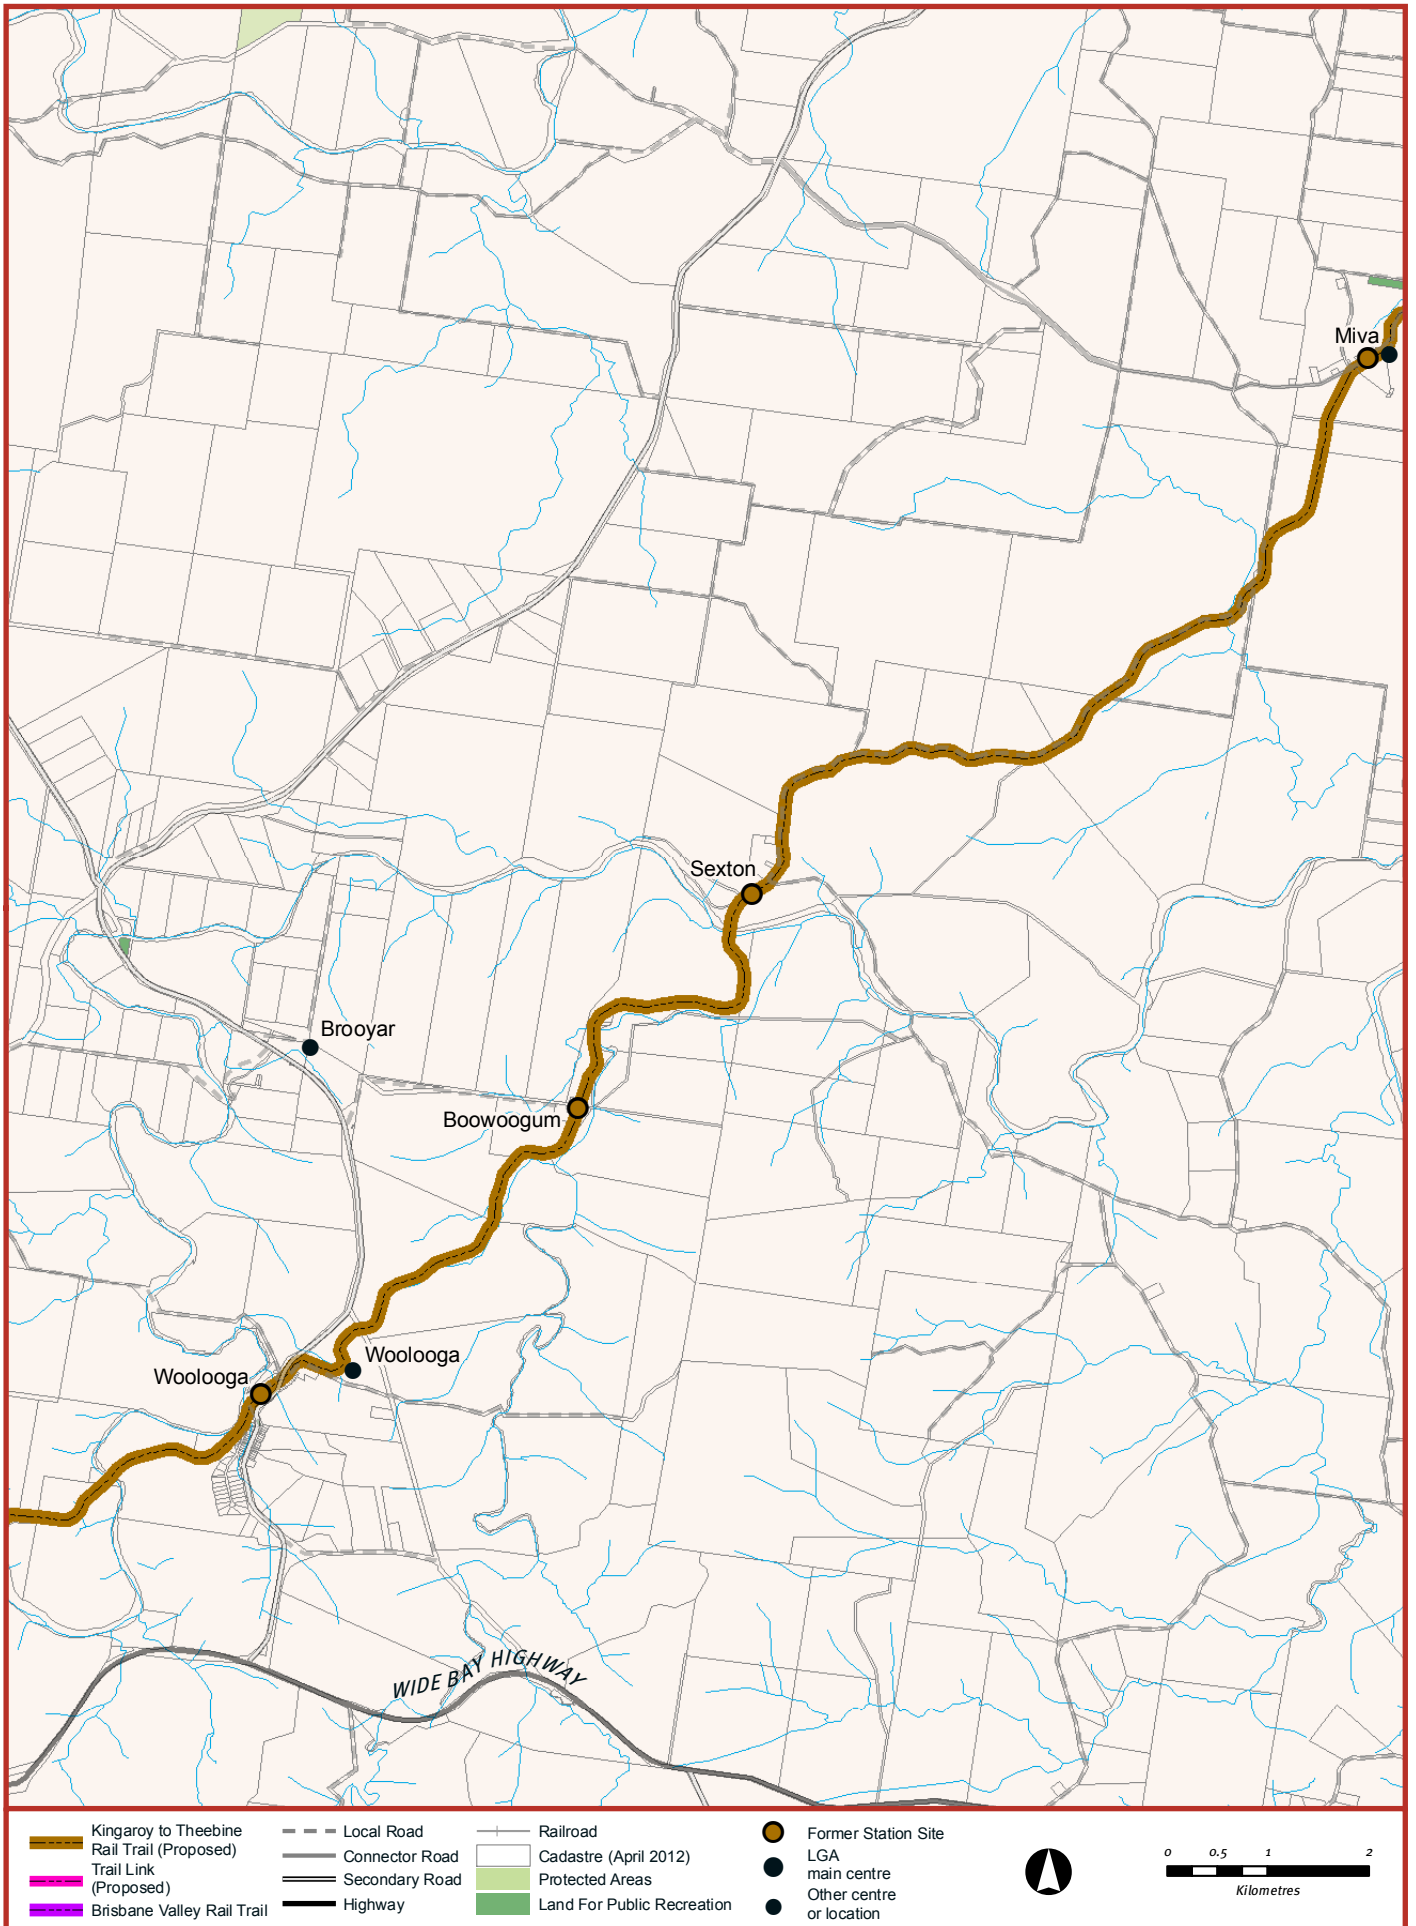 Miva
Sexton
Brooyar
Boowoogum
Woolooga
Woolooga
WIDE BAY HIGHWAY
Kingaroy to Theebine
Rail Trail (Proposed)
Trail Link
(Proposed)
Brisbane Valley Rail Trail
Local Road
Connector Road
Secondary Road
Highway
Railroad
Cadastre (April 2012)
Protected Areas
Land For Public Recreation
Former Station Site
LGA
main centre
Other centre
or location
0 0.5 1 2
Kilometres